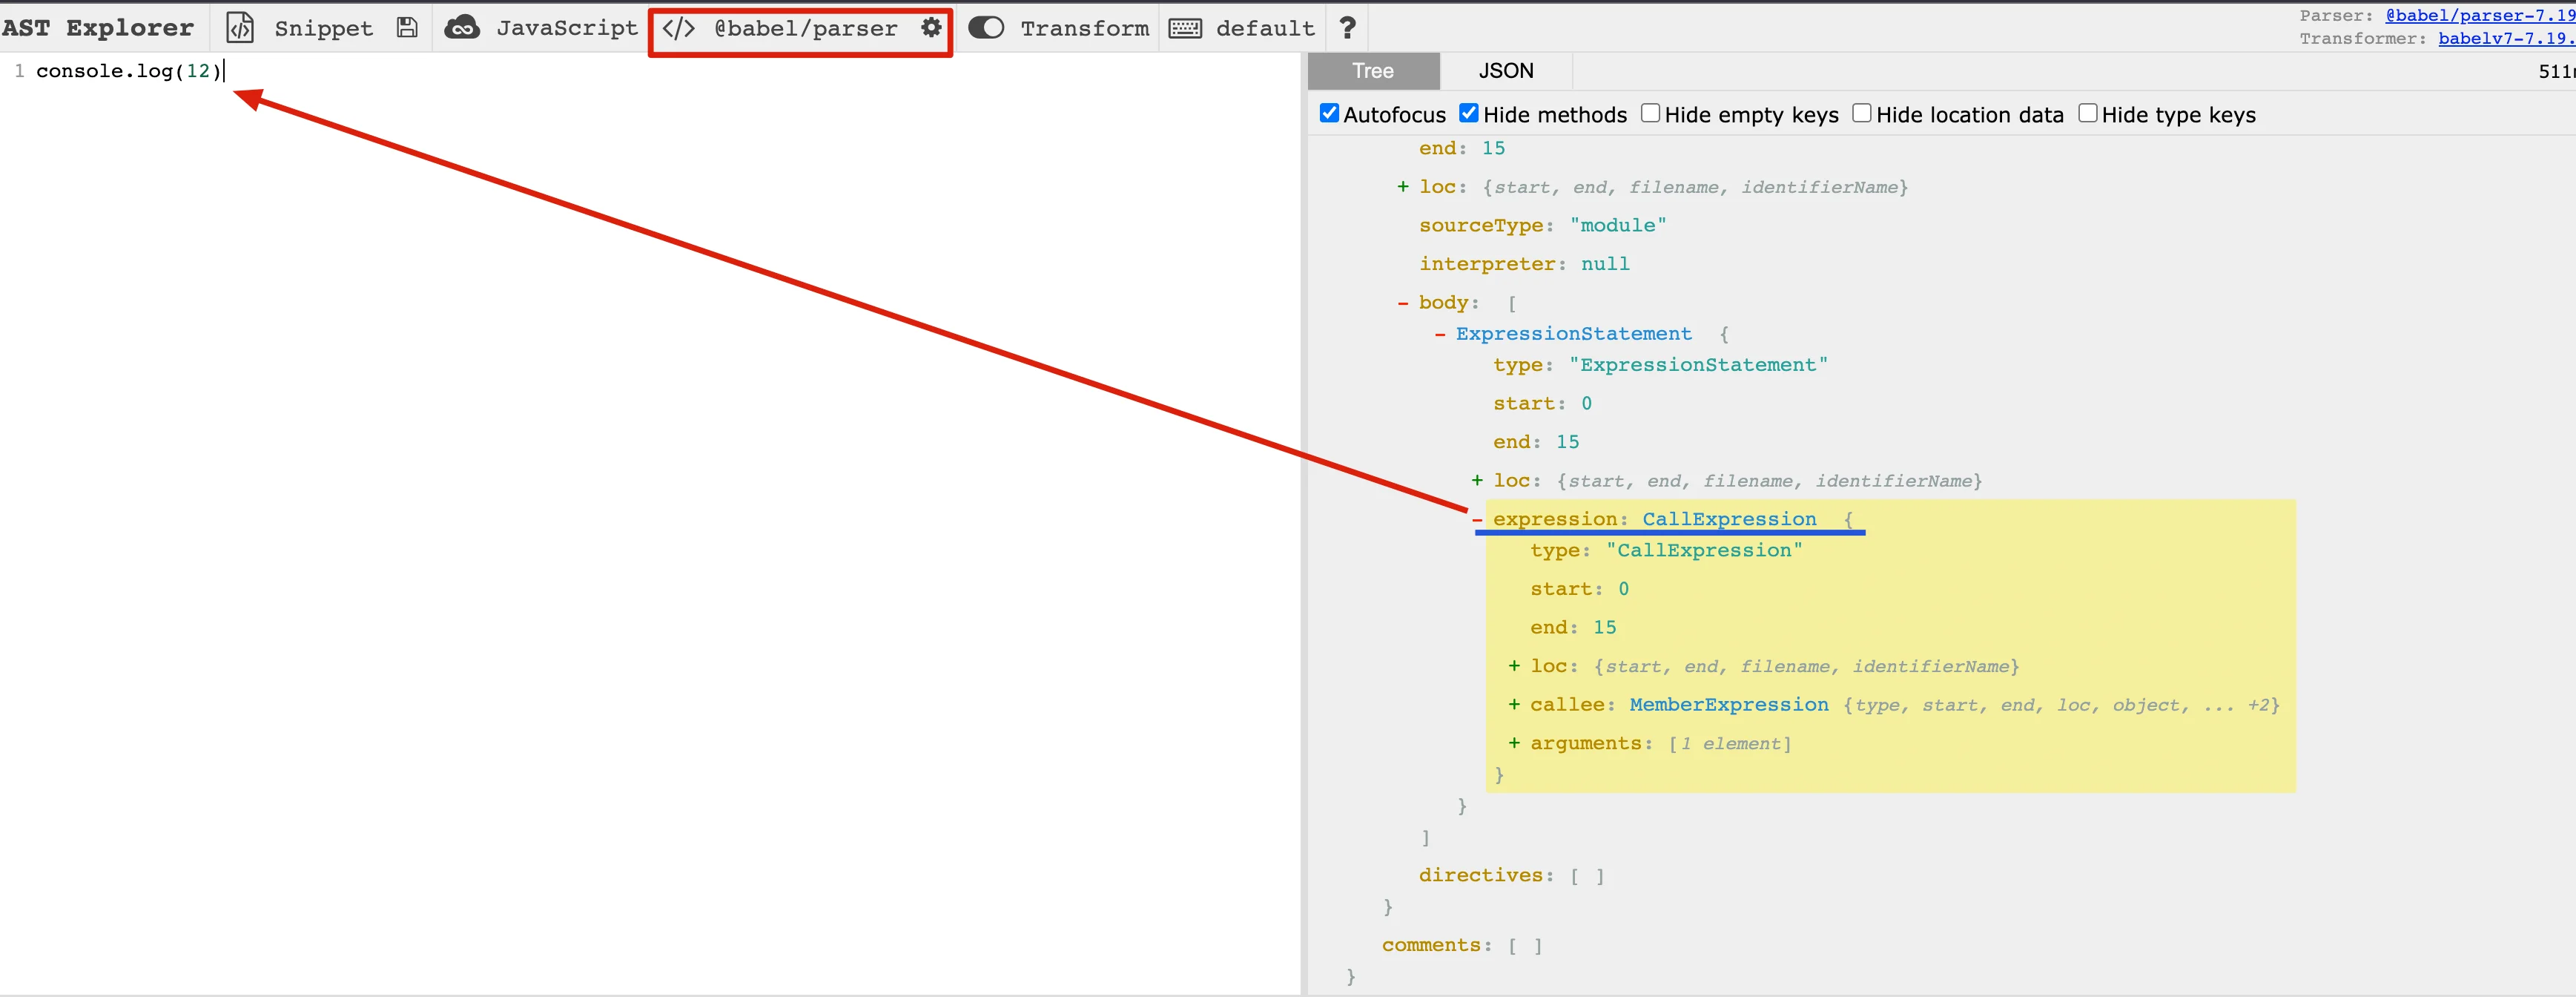 AST Explorer Snippet JavaScript </> @babel/parser Transform default ?
Parser: @babel/parser-7.19
Transformer: babelv7-7.19.
1 console.log(12)
Tree JSON
Autofocus Hide methods Hide empty keys Hide location data Hide type keys
end: 15
+ loc: {start, end, filename, identifierName}
sourceType: "module"
interpreter: null
- body: [
- ExpressionStatement {
type: "ExpressionStatement"
start: 0
end: 15
+ loc: {start, end, filename, identifierName}
- expression: CallExpression {
type: "CallExpression"
start: 0
end: 15
+ loc: {start, end, filename, identifierName}
+ callee: MemberExpression {type, start, end, loc, object, ... +2}
+ arguments: [1 element]
}
}
]
directives: [ ]
}
comments: [ ]
}